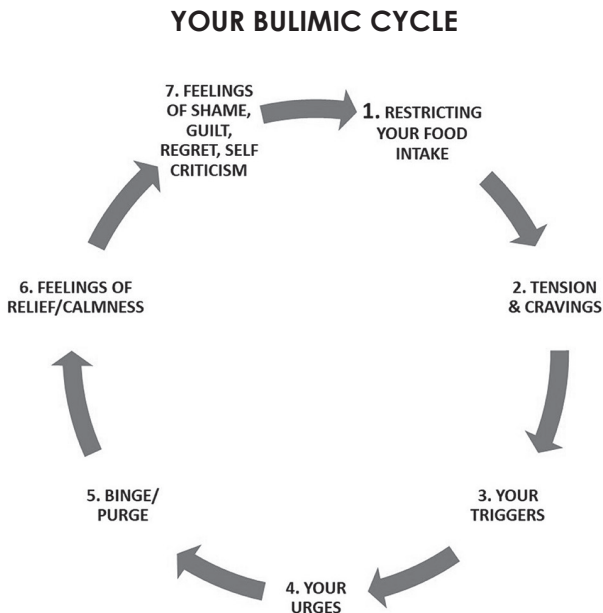 YOUR BULIMIC CYCLE
1. RESTRICTING
YOUR FOOD
INTAKE
2. TENSION
& CRAVINGS
3. YOUR
TRIGGERS
4. YOUR
URGES
5. BINGE/
PURGE
6. FEELINGS OF
RELIEF/CALMNESS
7. FEELINGS
OF SHAME,
GUILT,
REGRET, SELF
CRITICISM